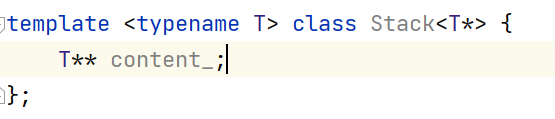 template <typename T> class Stack<T*> {
    T** content_;
};